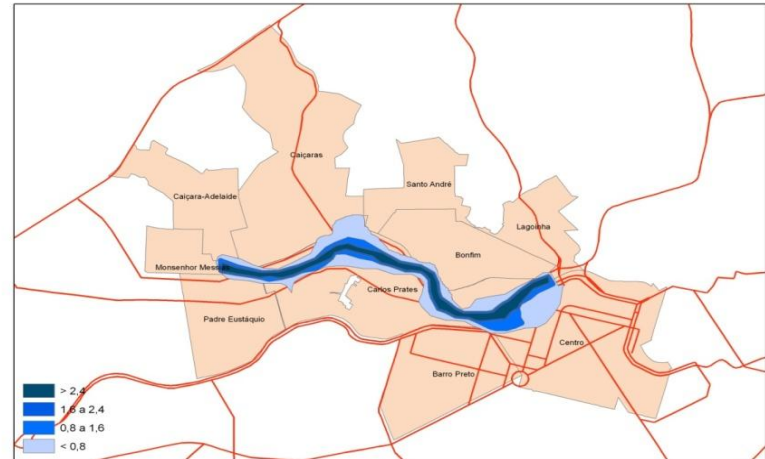 Caiçaras
Santo André
Caiçara-Adelaide
Lagoinha
Bonfim
Monsenhor Messias
Carlos Prates
Padre Eustáquio
Centro
Barro Preto
> 2,4
1,6 a 2,4
0,8 a 1,6
< 0,8